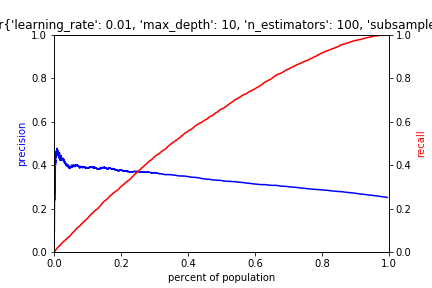 r{'learning_rate': 0.01, 'max_depth': 10, 'n_estimators': 100, 'subsample
1.0 1.0
0.8 0.8
0.6 0.6
precision recall
0.4 0.4
0.2 0.2
0.0 0.0
0.0 0.2 0.4 0.6 0.8 1.0
percent of population